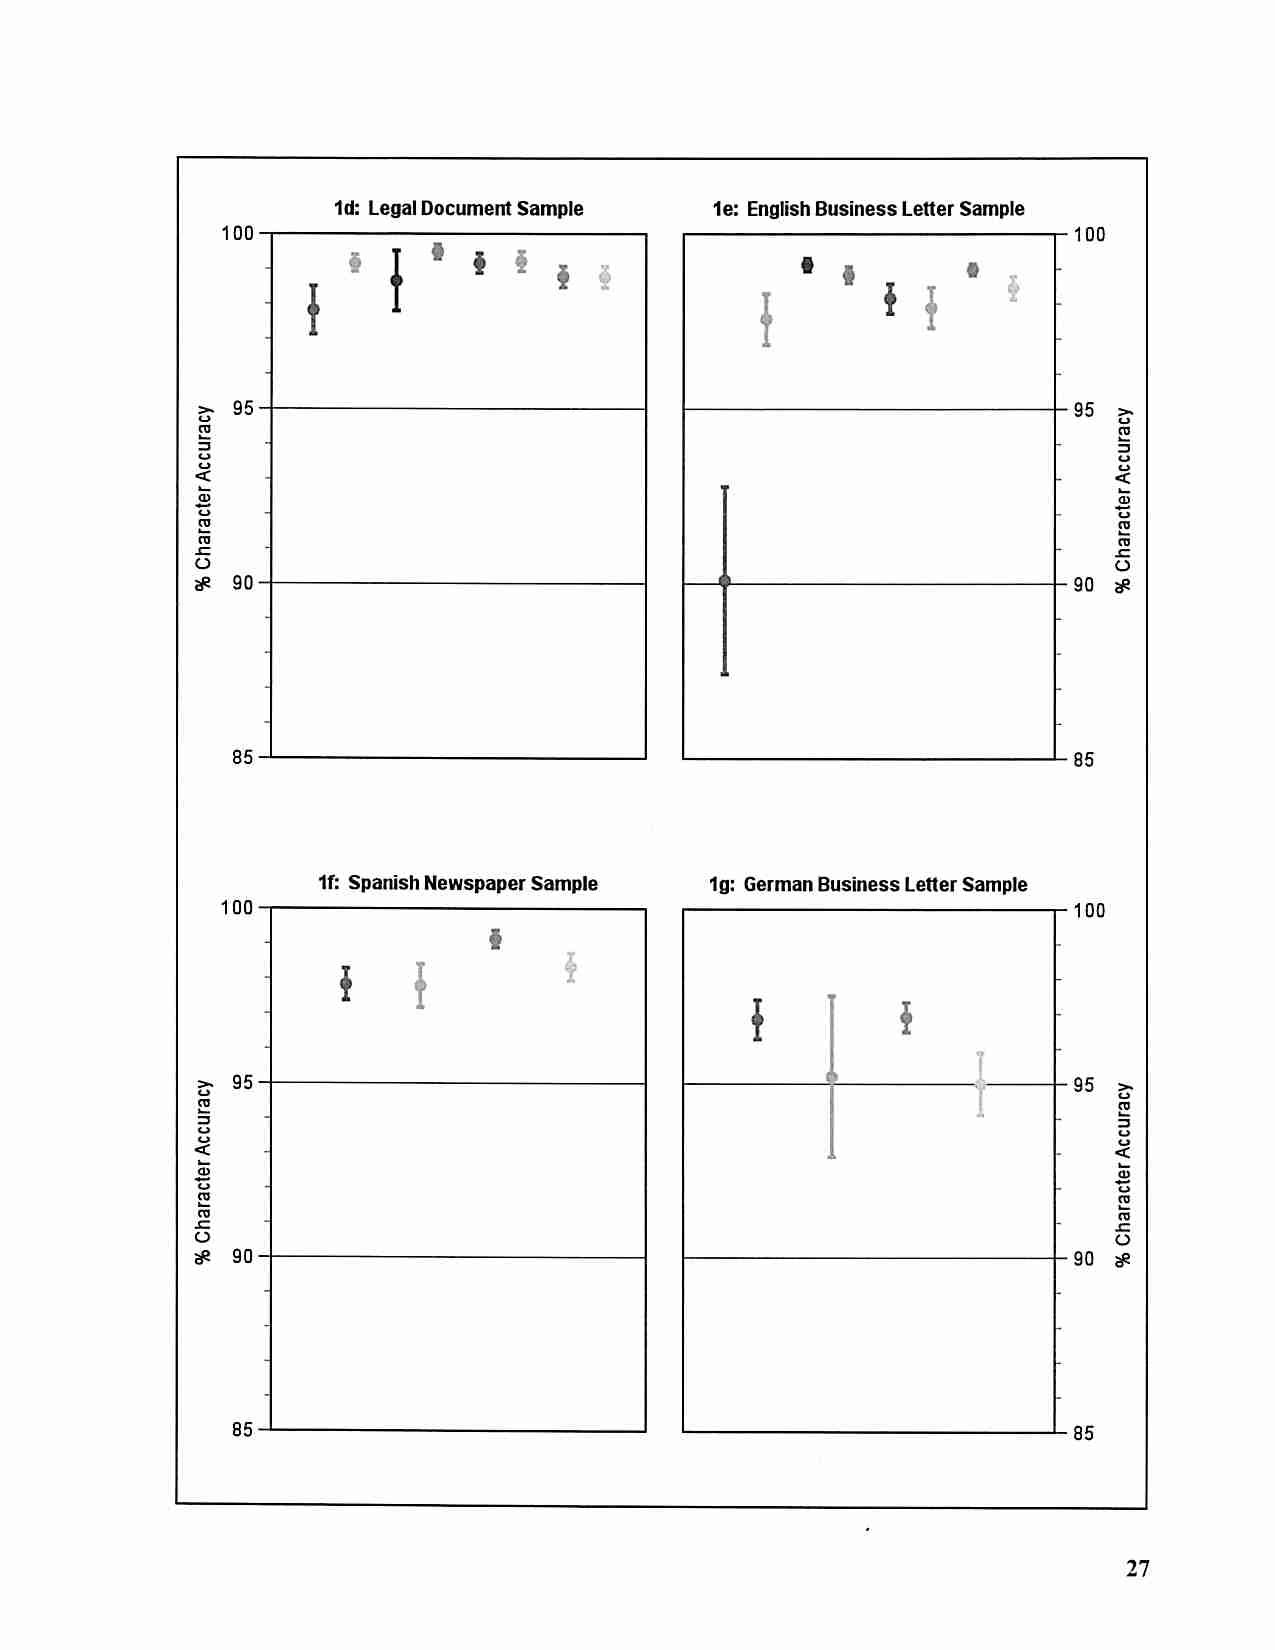 1d: Legal Document Sample
1e: English Business Letter Sample
100
100
95
95
90
90
85
85
% Character Accuracy
% Character Accuracy
1f: Spanish Newspaper Sample
1g: German Business Letter Sample
100
100
95
95
90
90
85
85
% Character Accuracy
% Character Accuracy
27